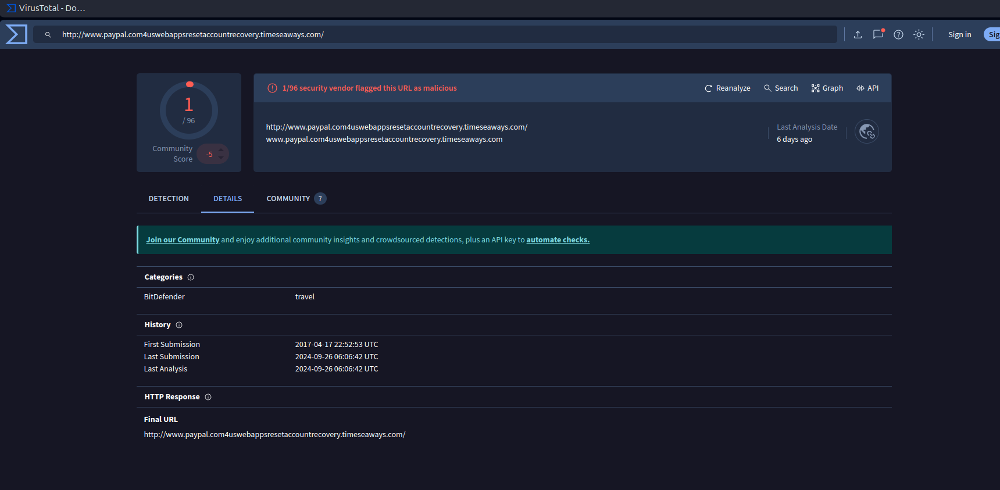 VirusTotal - Do...
http://www.paypal.com4uswebappsresetaccountrecovery.timeseaways.com/
Sign in
Sig
1
/ 96
Community Score
-5
1/96 security vendor flagged this URL as malicious
Reanalyze
Search
Graph
API
http://www.paypal.com4uswebappsresetaccountrecovery.timeseaways.com/
www.paypal.com4uswebappsresetaccountrecovery.timeseaways.com
Last Analysis Date
6 days ago
DETECTION
DETAILS
COMMUNITY 7
Join our Community and enjoy additional community insights and crowdsourced detections, plus an API key to automate checks.
Categories
BitDefender travel
History
First Submission 2017-04-17 22:52:53 UTC
Last Submission 2024-09-26 06:06:42 UTC
Last Analysis 2024-09-26 06:06:42 UTC
HTTP Response
Final URL
http://www.paypal.com4uswebappsresetaccountrecovery.timeseaways.com/